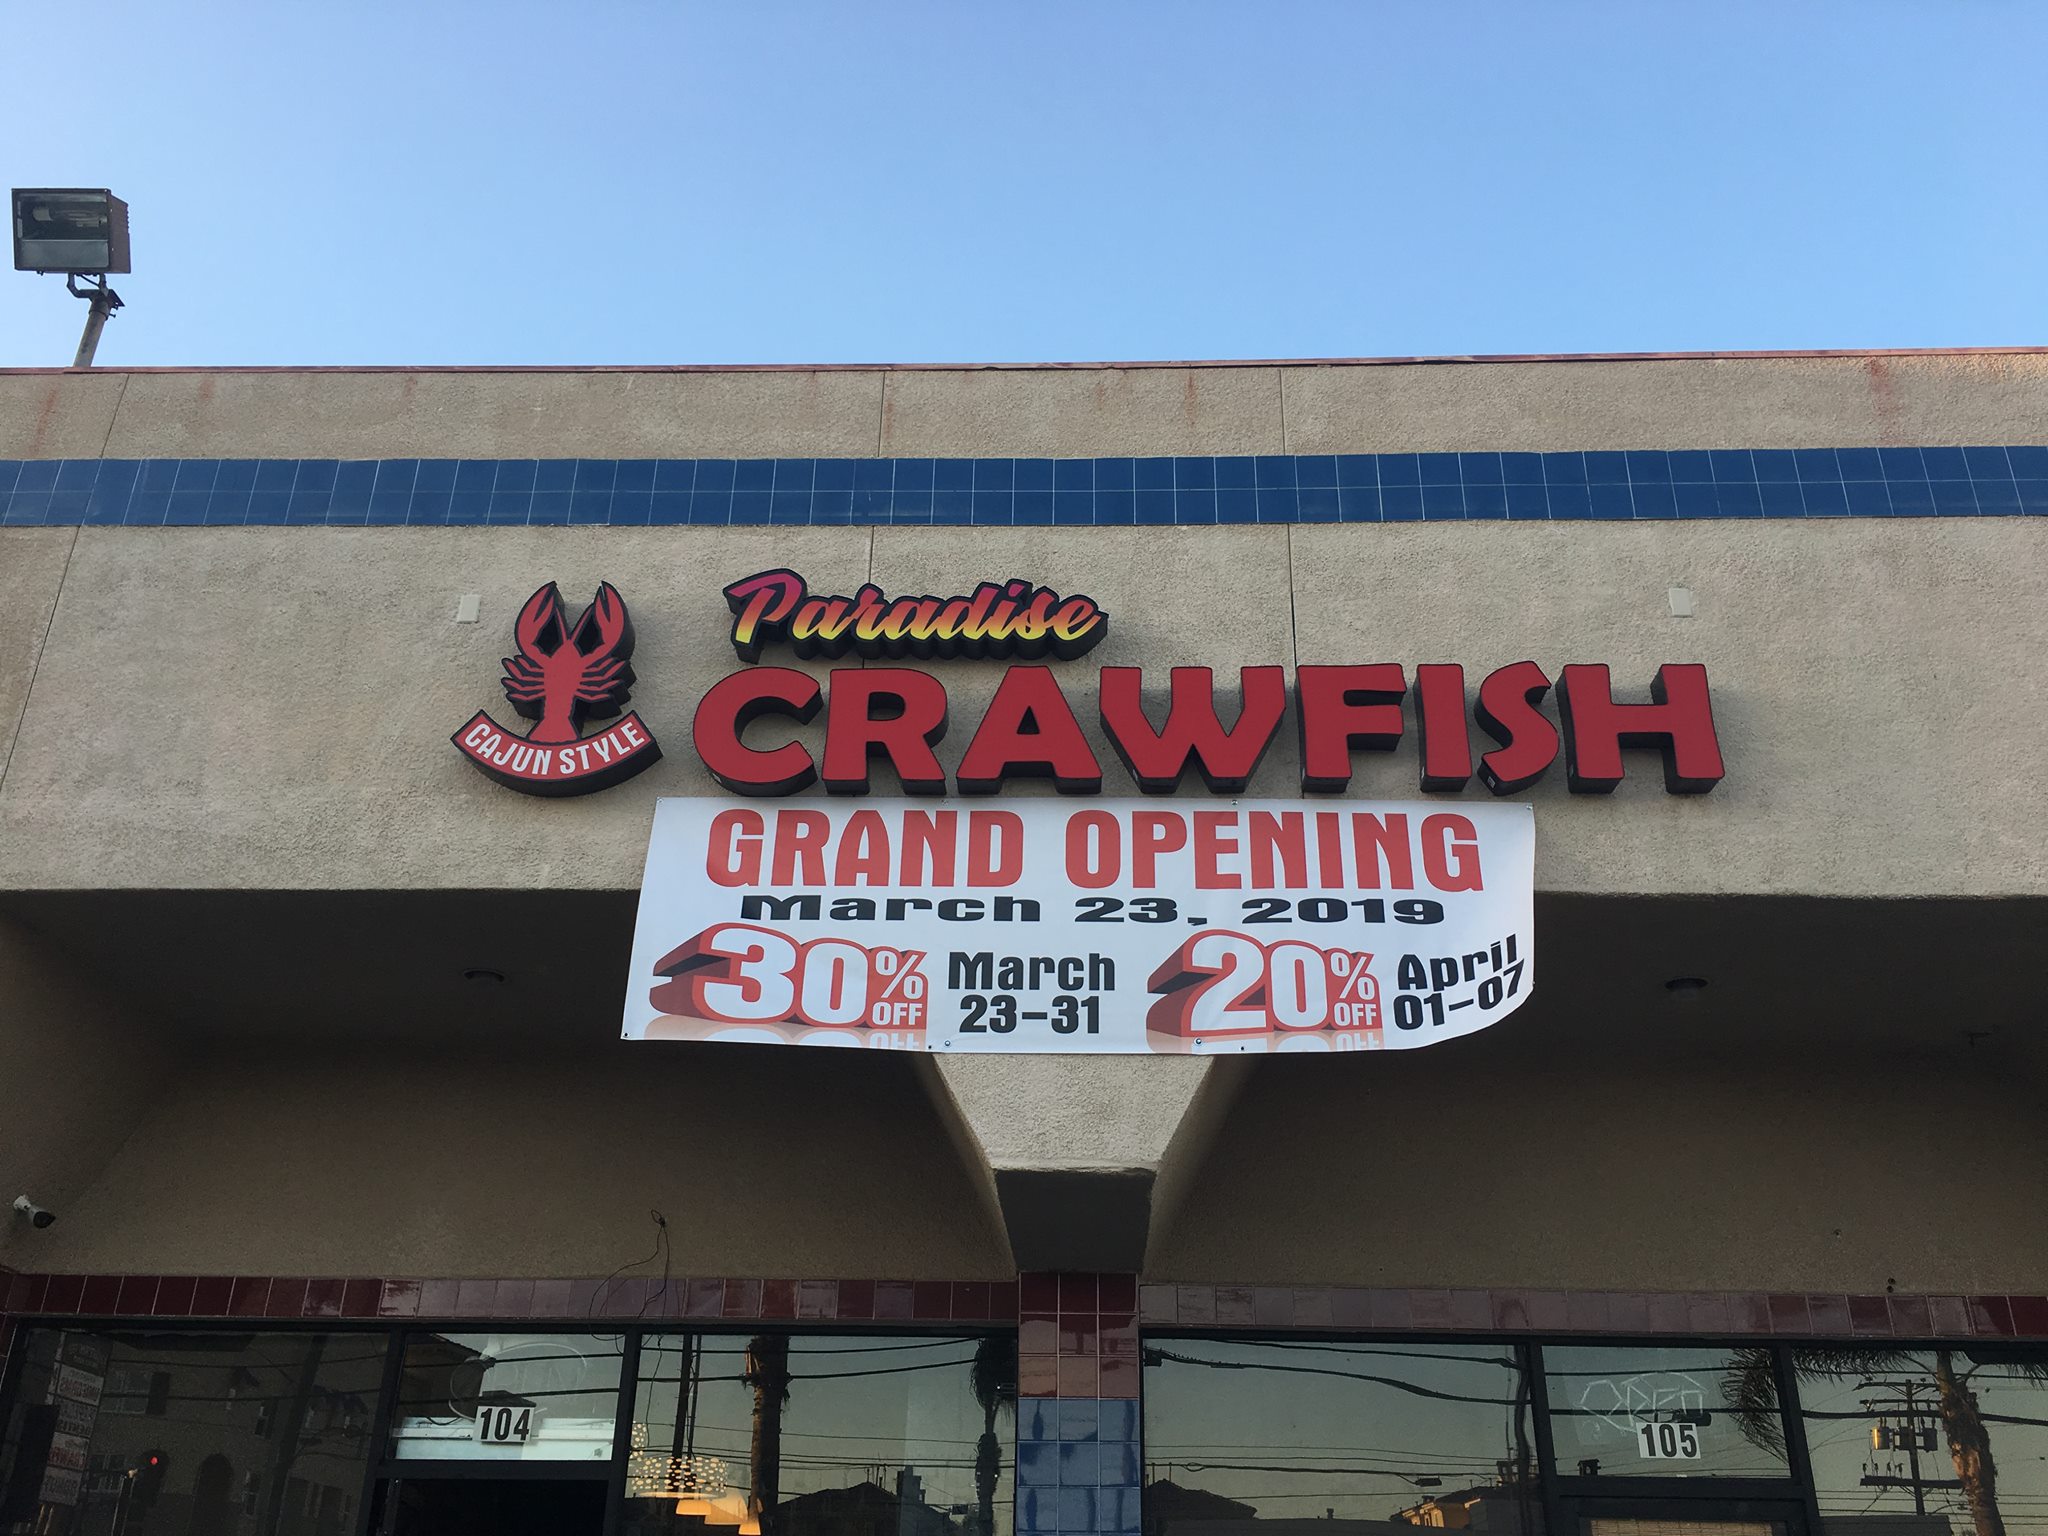 Paradise
CRAWFISH
CAJUN STYLE
GRAND OPENING
March 23, 2019
30% OFF
March
23-31
20% OFF
April
01-07
104
105
OPEN